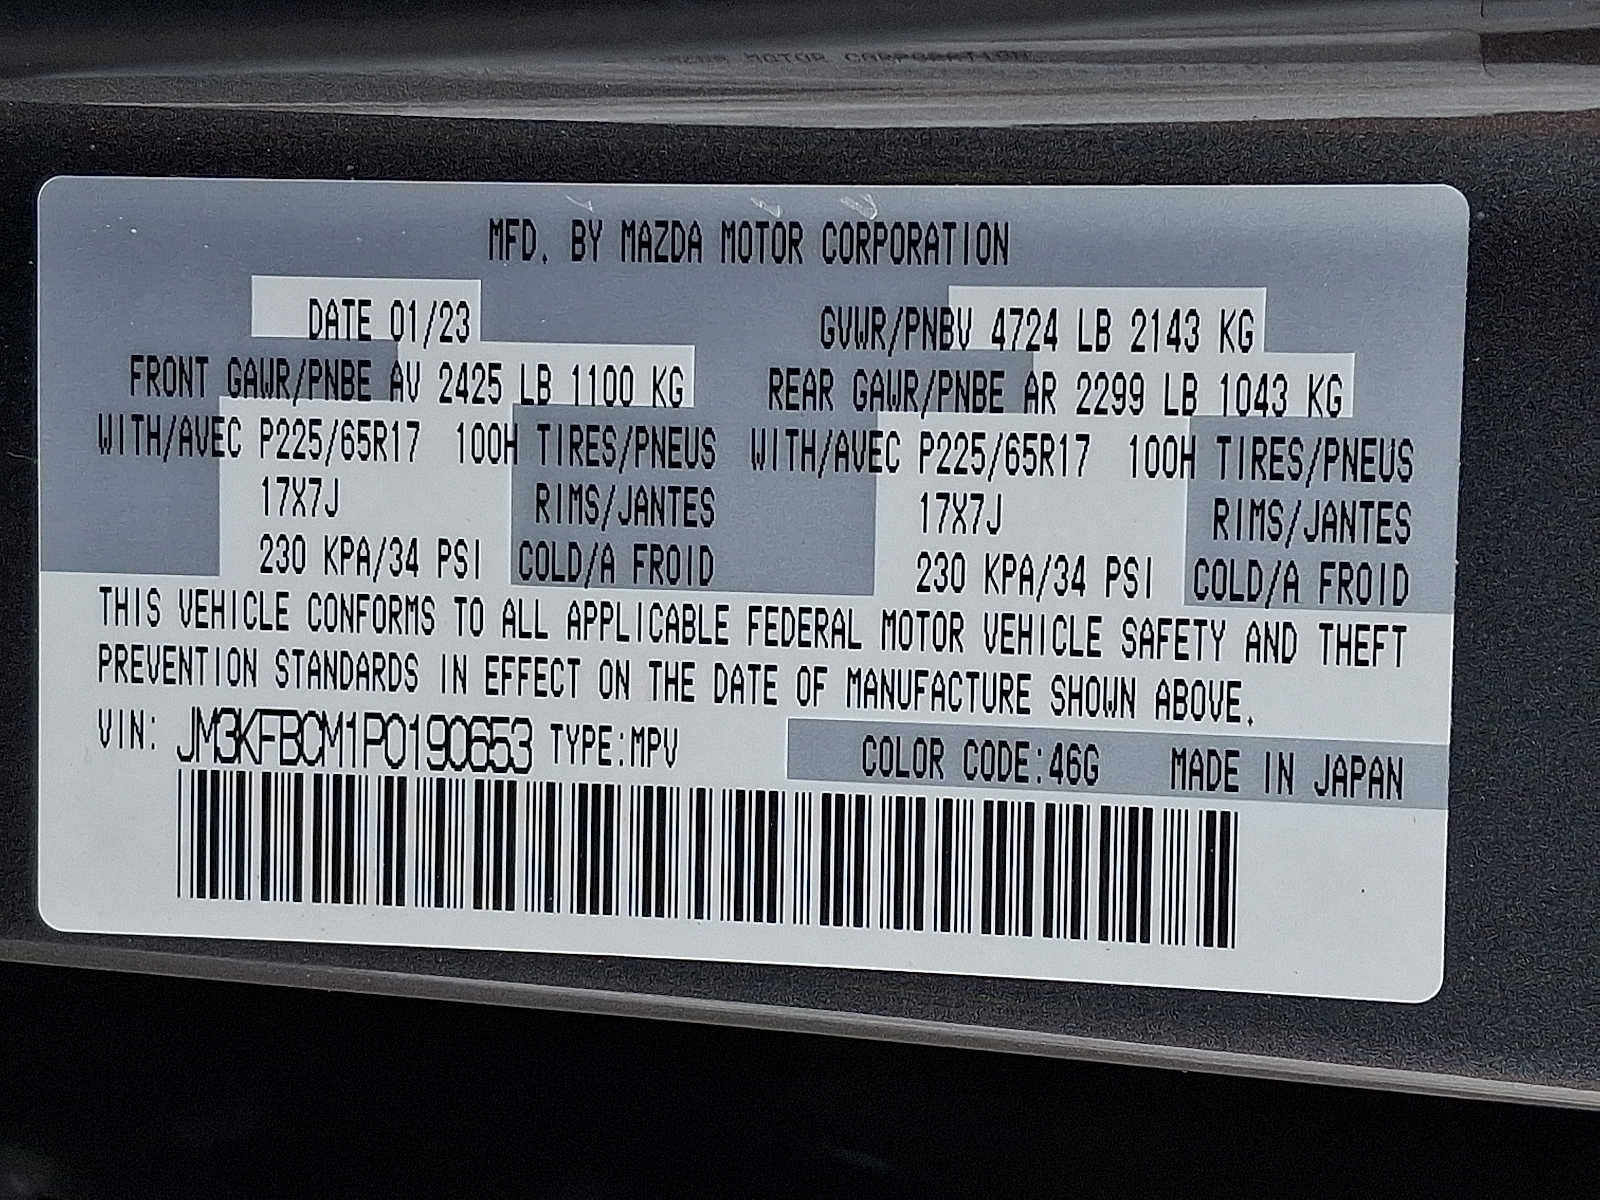 MFD. BY MAZDA MOTOR CORPORATION
DATE 01/23 GVWR/PNBV 4724 LB 2143 KG
FRONT GAWR/PNBE AV 2425 LB 1100 KG REAR GAWR/PNBE AR 2299 LB 1043 KG
WITH/AVEC P225/65R17 100H TIRES/PNEUS WITH/AVEC P225/65R17 100H TIRES/PNEUS
17X7J RIMS/JANTES 17X7J RIMS/JANTES
230 KPA/34 PSI COLD/A FROID 230 KPA/34 PSI COLD/A FROID
THIS VEHICLE CONFORMS TO ALL APPLICABLE FEDERAL MOTOR VEHICLE SAFETY AND THEFT
PREVENTION STANDARDS IN EFFECT ON THE DATE OF MANUFACTURE SHOWN ABOVE.
VIN: JM3KFBCM1P0190653 TYPE:MPV COLOR CODE:46G MADE IN JAPAN